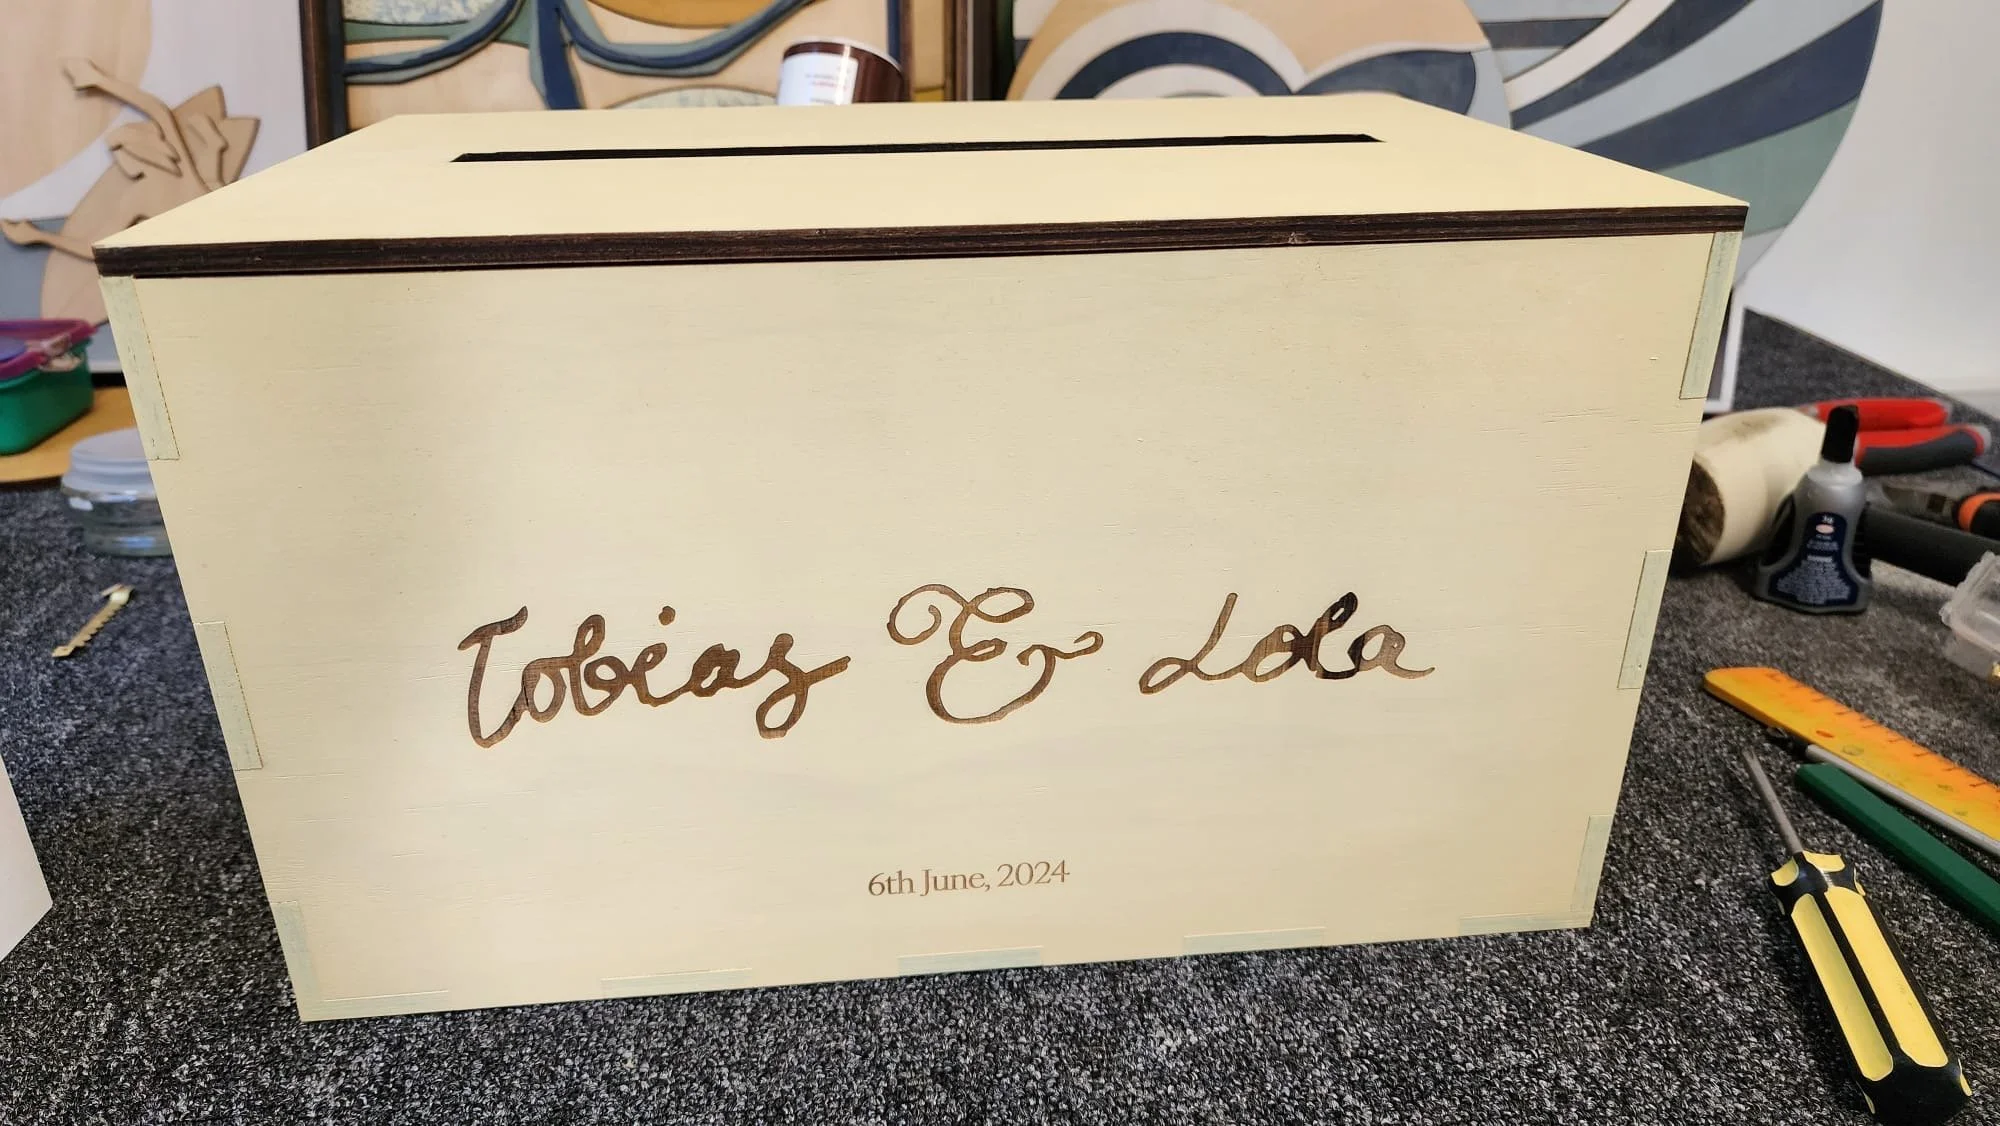 Tobias & Lola
6th June, 2024